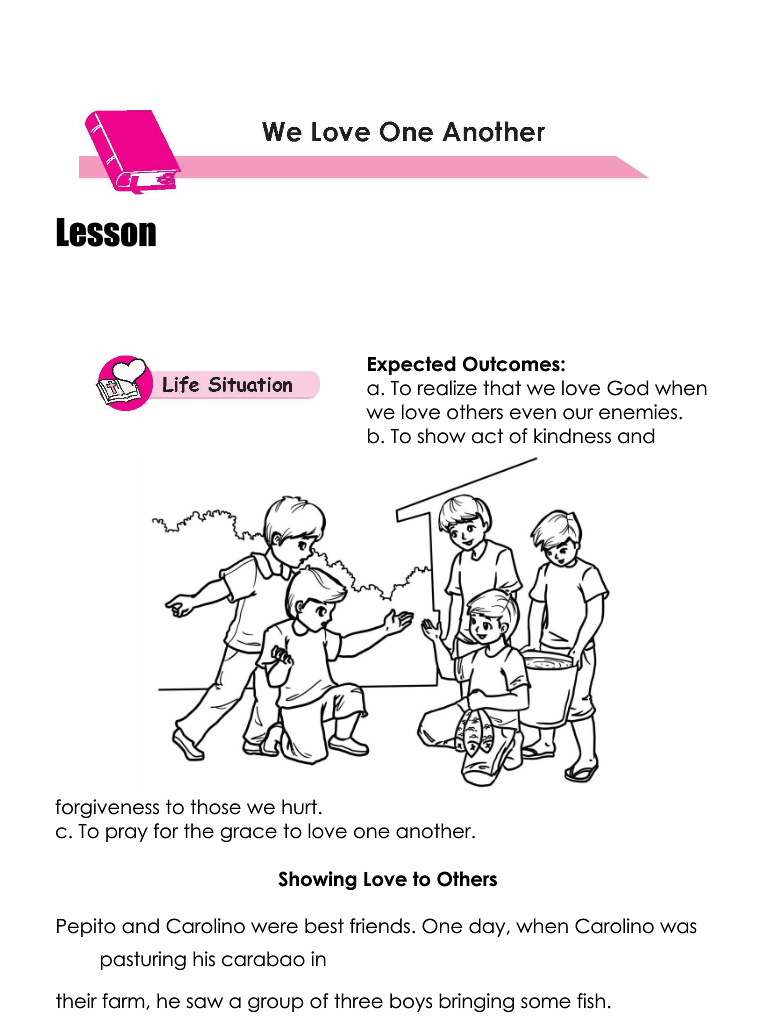 We Love One Another
Lesson
Life Situation
Expected Outcomes:
a. To realize that we love God when
we love others even our enemies.
b. To show act of kindness and
forgiveness to those we hurt.
c. To pray for the grace to love one another.
Showing Love to Others
Pepito and Carolino were best friends. One day, when Carolino was
pasturing his carabao in
their farm, he saw a group of three boys bringing some fish.